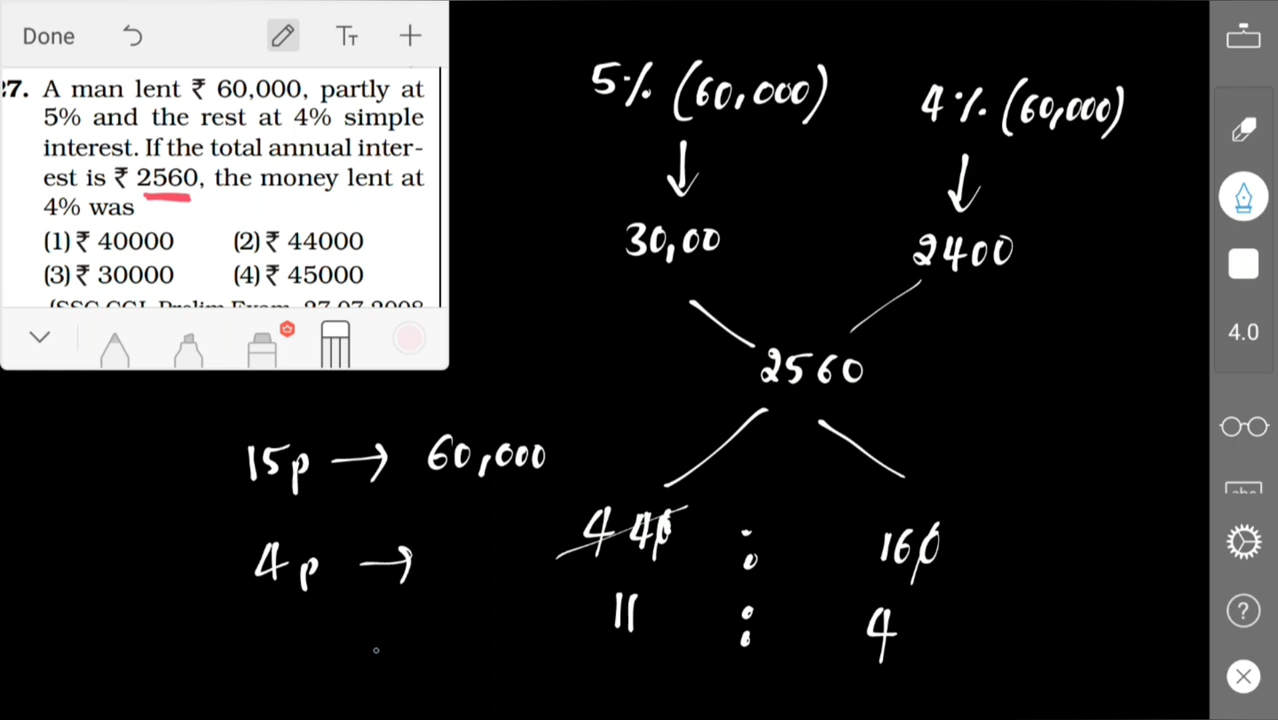 Done
27. A man lent ₹ 60,000, partly at
5% and the rest at 4% simple
interest. If the total annual inter-
est is ₹ 2560, the money lent at
4% was
(1) ₹ 40000 (2) ₹ 44000
(3) ₹ 30000 (4) ₹ 45000
5% (60,000) 4% (60,000)
30,00 2400
2560
15p → 60,000
440 : 160
4p →
11 : 4
4.0
abc
?